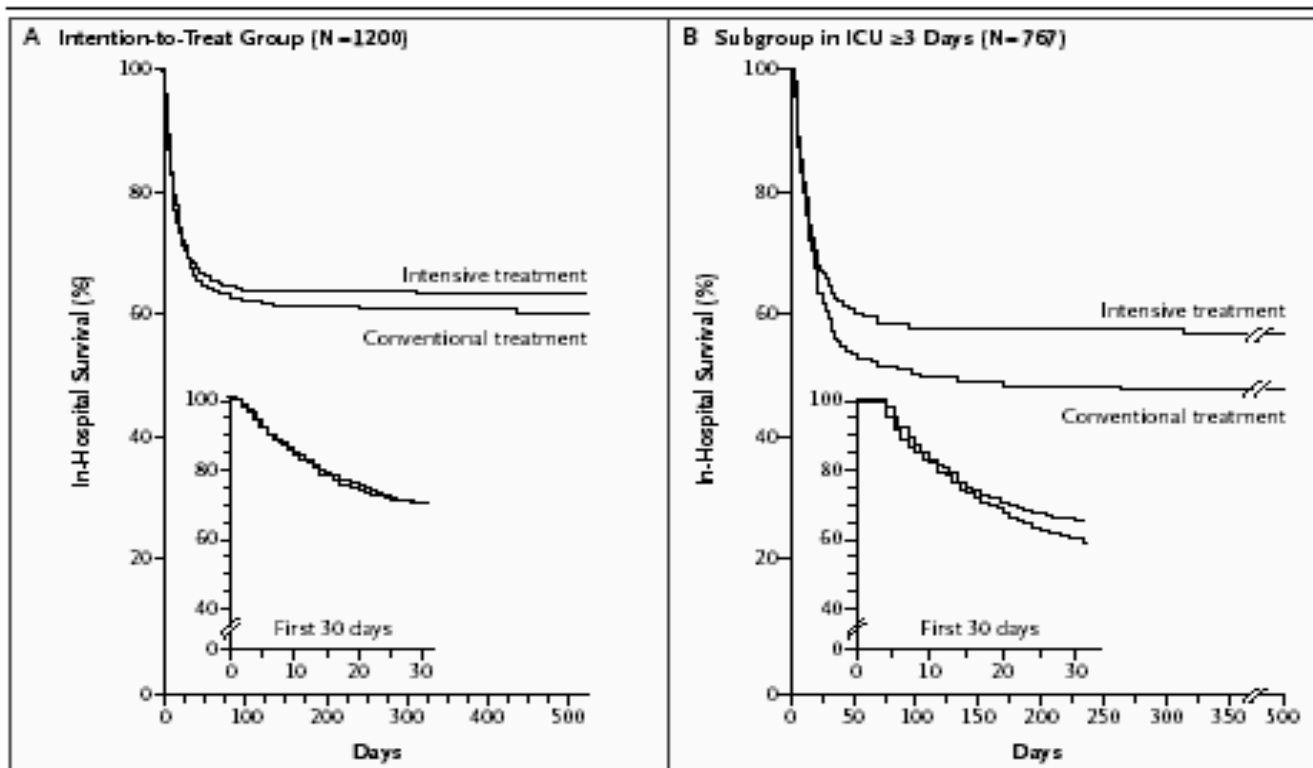 A Intention-to-Treat Group (N=1200)
100
80
60
40
20
0
In-Hospital Survival (%)
Intensive treatment
Conventional treatment
100
80
60
40
0
First 30 days
0 10 20 30
0 100 200 300 400 500
Days
B Subgroup in ICU ≥3 Days (N=767)
100
80
60
40
20
0
In-Hospital Survival (%)
Intensive treatment
Conventional treatment
100
80
60
40
0
First 30 days
0 10 20 30
0 50 100 150 200 250 300 350 500
Days